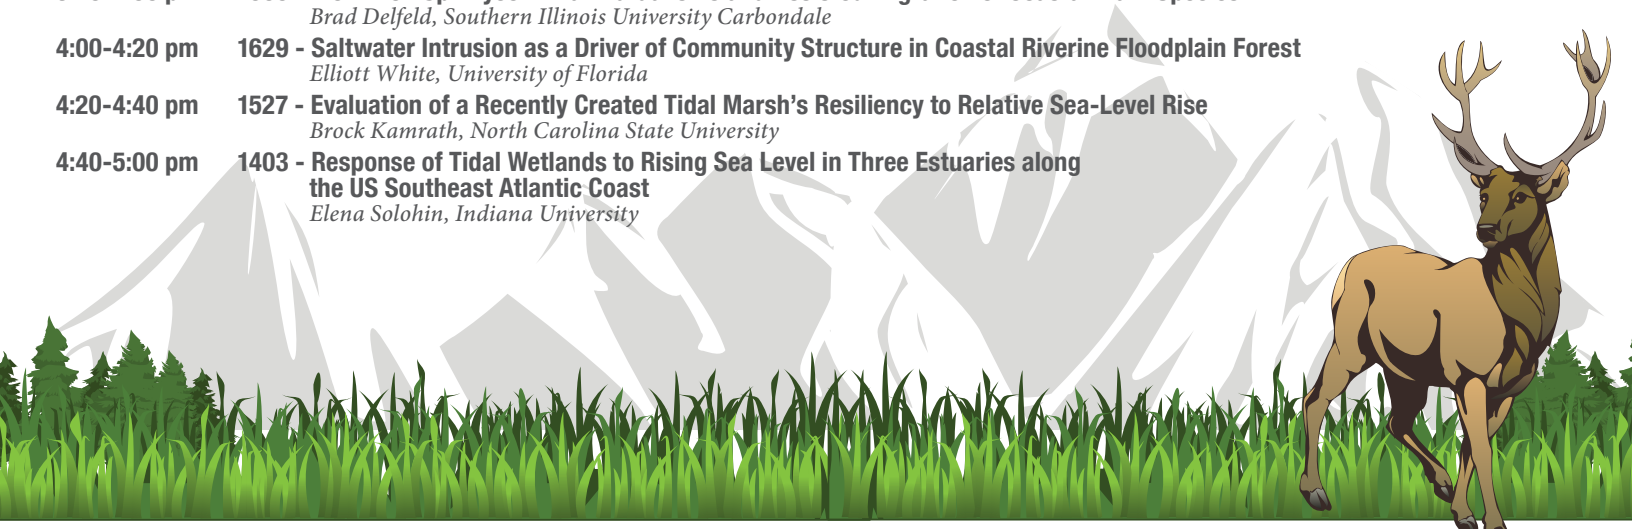 Brad Delfeld, Southern Illinois University Carbondale
4:00-4:20 pm 1629 - Saltwater Intrusion as a Driver of Community Structure in Coastal Riverine Floodplain Forest
Elliott White, University of Florida
4:20-4:40 pm 1527 - Evaluation of a Recently Created Tidal Marsh’s Resiliency to Relative Sea-Level Rise
Brock Kamrath, North Carolina State University
4:40-5:00 pm 1403 - Response of Tidal Wetlands to Rising Sea Level in Three Estuaries along
the US Southeast Atlantic Coast
Elena Solohin, Indiana University